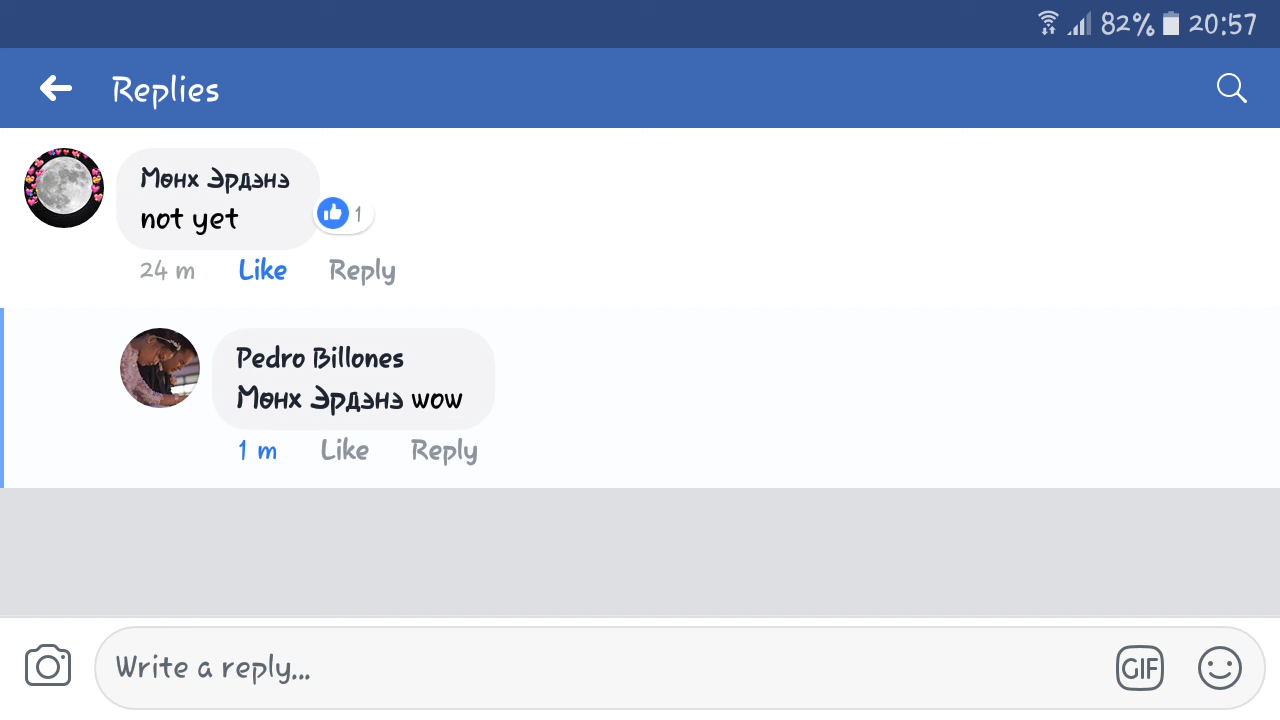 82% 20:57
Replies
Мөнх Эрдэнэ
not yet
1
24 m Like Reply
Pedro Billones
Мөнх Эрдэнэ wow
1 m Like Reply
Write a reply... GIF